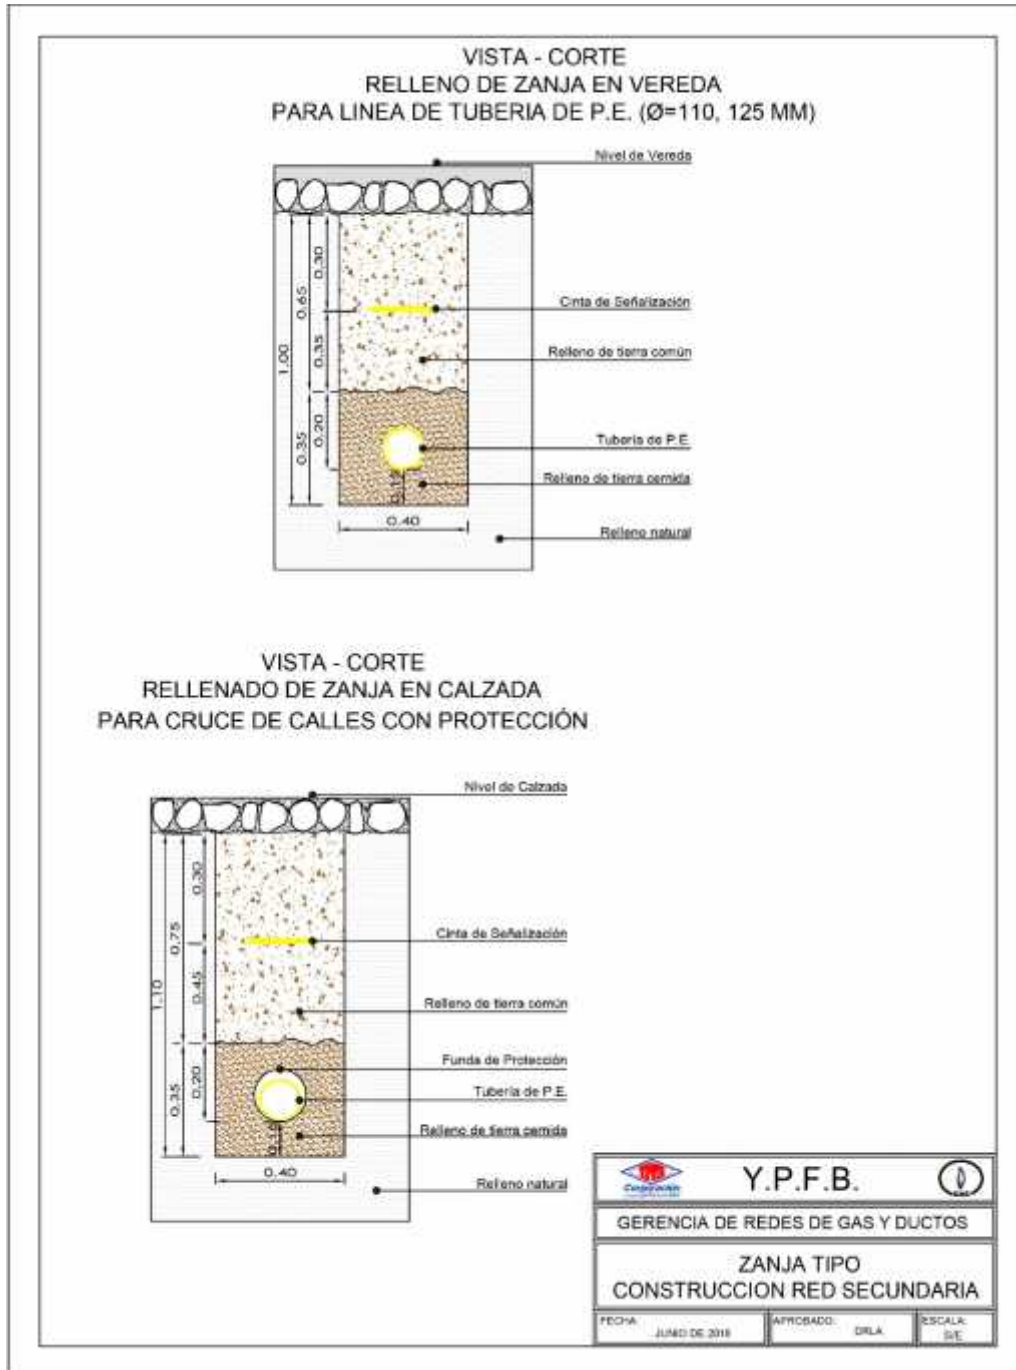 VISTA - CORTE
RELLENO DE ZANJA EN VEREDA
PARA LINEA DE TUBERIA DE P.E. (Ø=110, 125 MM)
Nivel de Vereda
Cinta de Señalización
Relleno de tierra común
Tubería de P.E.
Relleno de tierra cernida
Relleno natural
1,00
0,65
0,35
0,30
0,35
0,20
0,40
VISTA - CORTE
RELLENADO DE ZANJA EN CALZADA
PARA CRUCE DE CALLES CON PROTECCIÓN
Nivel de Calzada
Cinta de Señalización
Relleno de tierra común
Funda de Protección
Tubería de P.E.
Relleno de tierra cernida
Relleno natural
1,10
0,75
0,35
0,30
0,45
0,20
0,40
Corporación
Y.P.F.B.
GERENCIA DE REDES DE GAS Y DUCTOS
ZANJA TIPO
CONSTRUCCION RED SECUNDARIA
FECHA:
JUNIO DE
APROBADO:
DRLA
ESCALA:
S/E